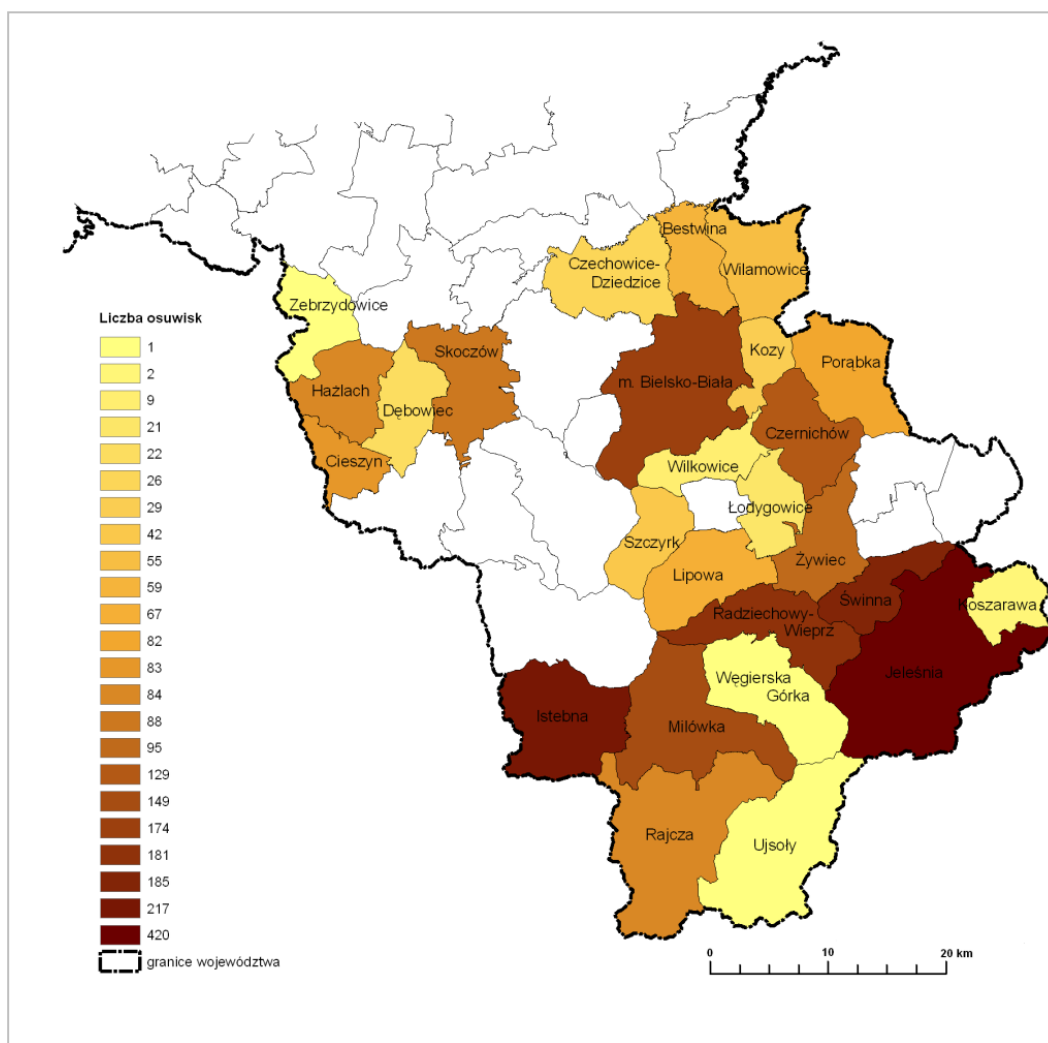 Bestwina
Czechowice-
Dziedzice
Wilamowice
Zebrzydowice
Liczba osuwisk
1
2
9
21
22
26
29
42
55
59
67
82
83
84
88
95
129
149
174
181
185
217
420
granice województwa
Skoczów
Kozy
Porąbka
m. Bielsko-Biała
Hażlach
Dębowiec
Czernichów
Cieszyn
Wilkowice
Łodygowice
Szczyrk
Żywiec
Lipowa
Świnna
Koszarawa
Radziechowy-
Wieprz
Jeleśnia
Węgierska
Górka
Istebna
Milówka
Rajcza
Ujsoły
0 10 20 km